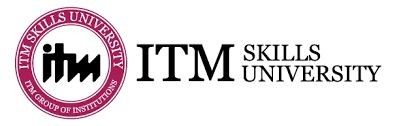 ITM SKILLS UNIVERSITY
itm
ITM GROUP OF INSTITUTIONS
ITM SKILLS
UNIVERSITY